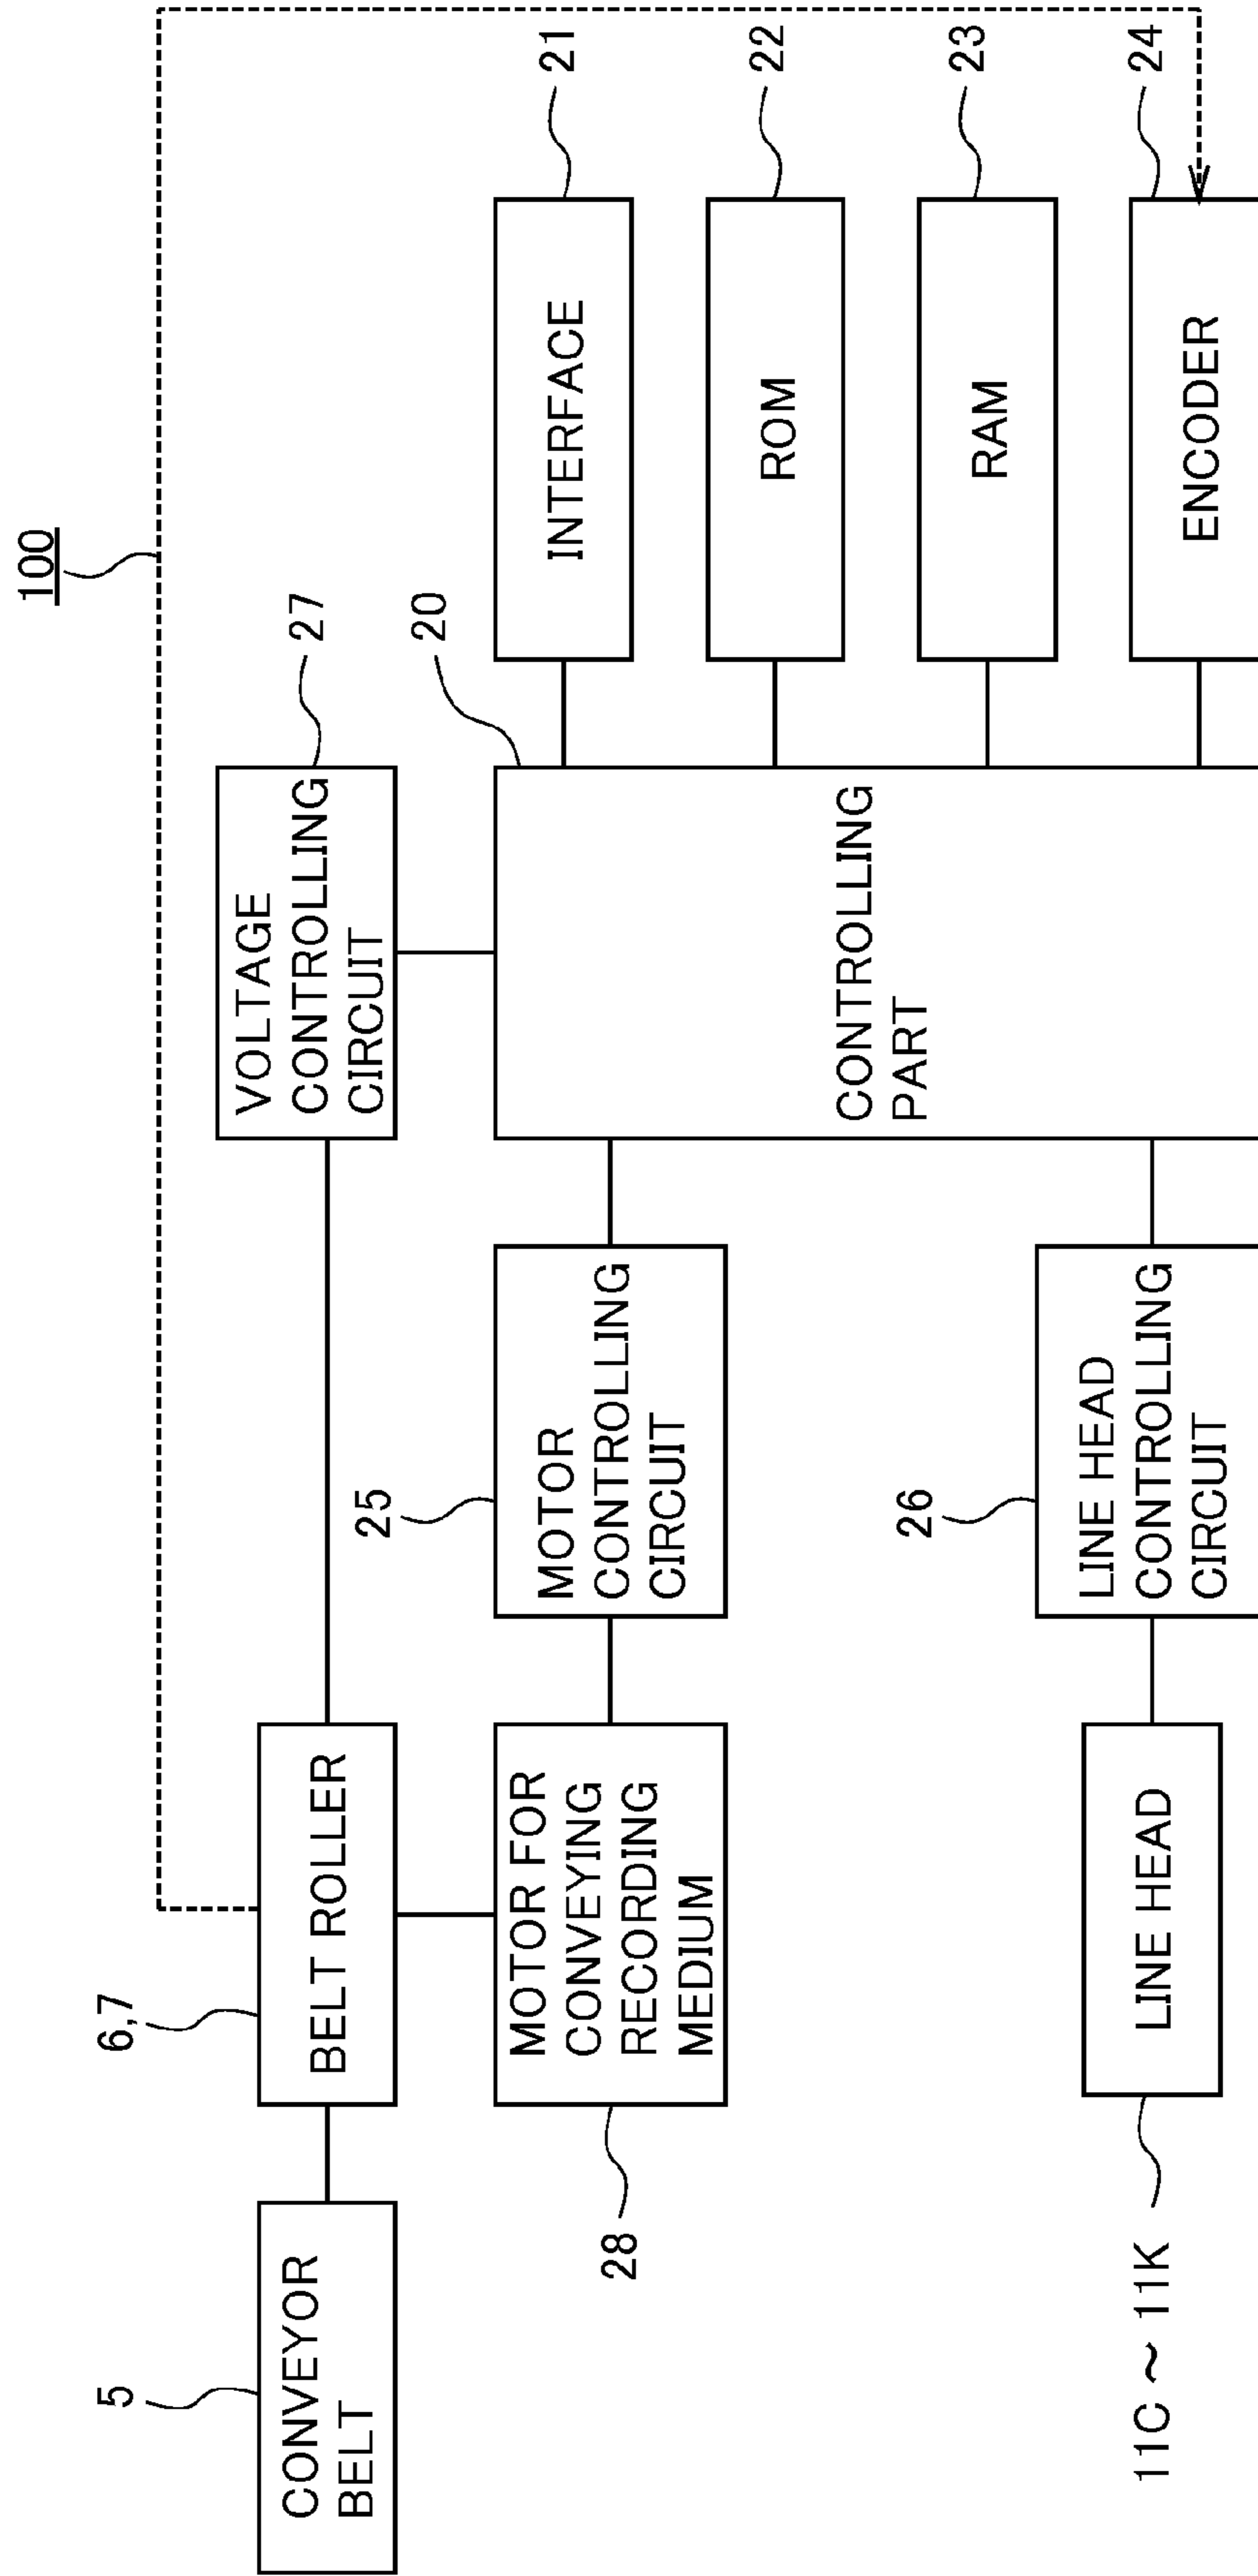 100
5
CONVEYOR
BELT
6,7
BELT ROLLER
27
VOLTAGE
CONTROLLING
CIRCUIT
28
MOTOR FOR
CONVEYING
RECORDING
MEDIUM
25
MOTOR
CONTROLLING
CIRCUIT
20
CONTROLLING
PART
21
INTERFACE
22
ROM
23
RAM
24
ENCODER
11C ~ 11K
LINE HEAD
26
LINE HEAD
CONTROLLING
CIRCUIT